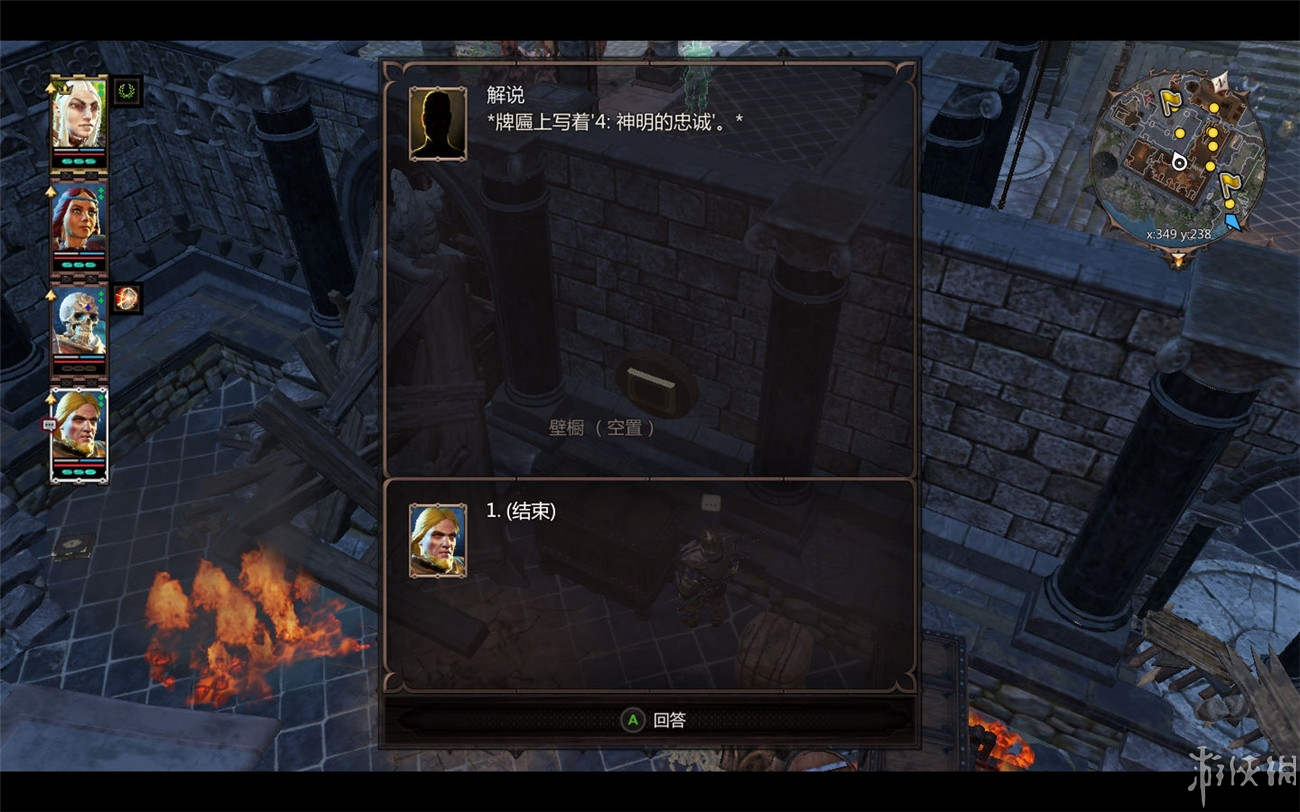 解说
*牌匾上写着'4: 神明的忠诚'。*
x:349 y:238
壁橱（空置）
1. (结束)
A 回答
游侠网